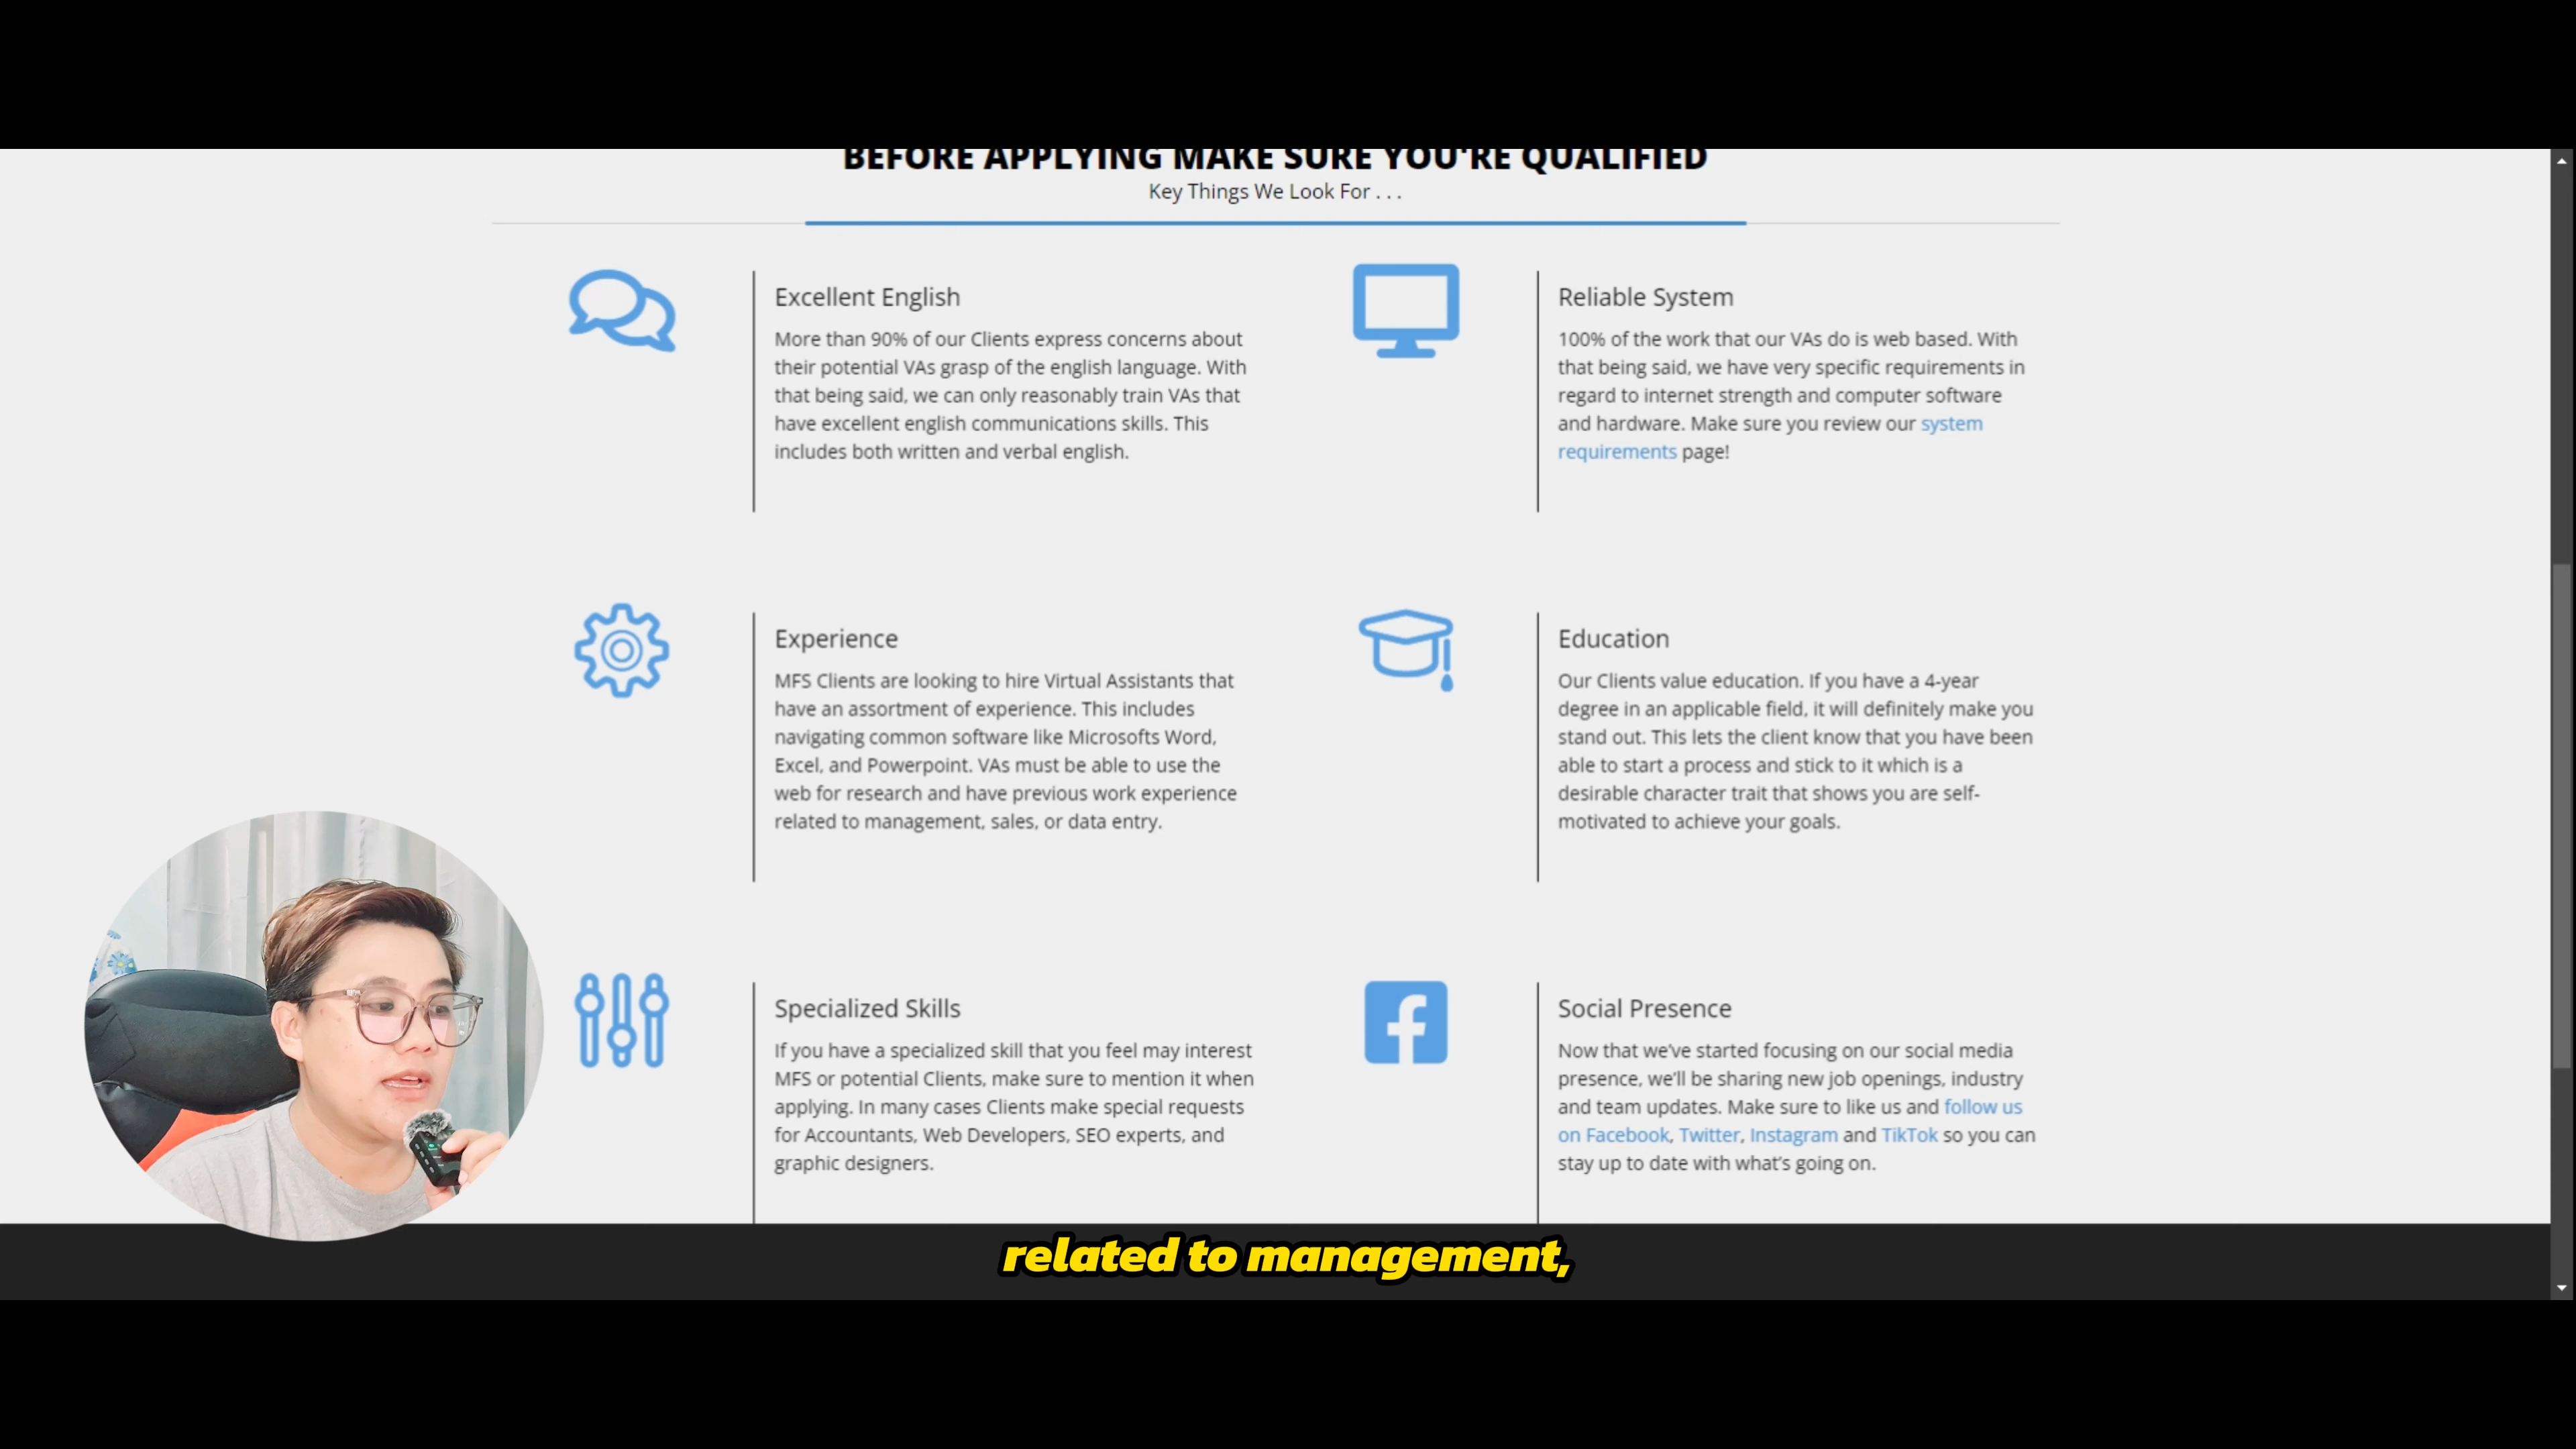 BEFORE APPLYING MAKE SURE YOU'RE QUALIFIED
Key Things We Look For . . .
Excellent English
More than 90% of our Clients express concerns about
their potential VAs grasp of the english language. With
that being said, we can only reasonably train VAs that
have excellent english communications skills. This
includes both written and verbal english.
Reliable System
100% of the work that our VAs do is web based. With
that being said, we have very specific requirements in
regard to internet strength and computer software
and hardware. Make sure you review our system
requirements page!
Experience
MFS Clients are looking to hire Virtual Assistants that
have an assortment of experience. This includes
navigating common software like Microsofts Word,
Excel, and Powerpoint. VAs must be able to use the
web for research and have previous work experience
related to management, sales, or data entry.
Education
Our Clients value education. If you have a 4-year
degree in an applicable field, it will definitely make you
stand out. This lets the client know that you have been
able to start a process and stick to it which is a
desirable character trait that shows you are self-
motivated to achieve your goals.
Specialized Skills
If you have a specialized skill that you feel may interest
MFS or potential Clients, make sure to mention it when
applying. In many cases Clients make special requests
for Accountants, Web Developers, SEO experts, and
graphic designers.
Social Presence
Now that we've started focusing on our social media
presence, we'll be sharing new job openings, industry
and team updates. Make sure to like us and follow us
on Facebook, Twitter, Instagram and TikTok so you can
stay up to date with what's going on.
related to management,